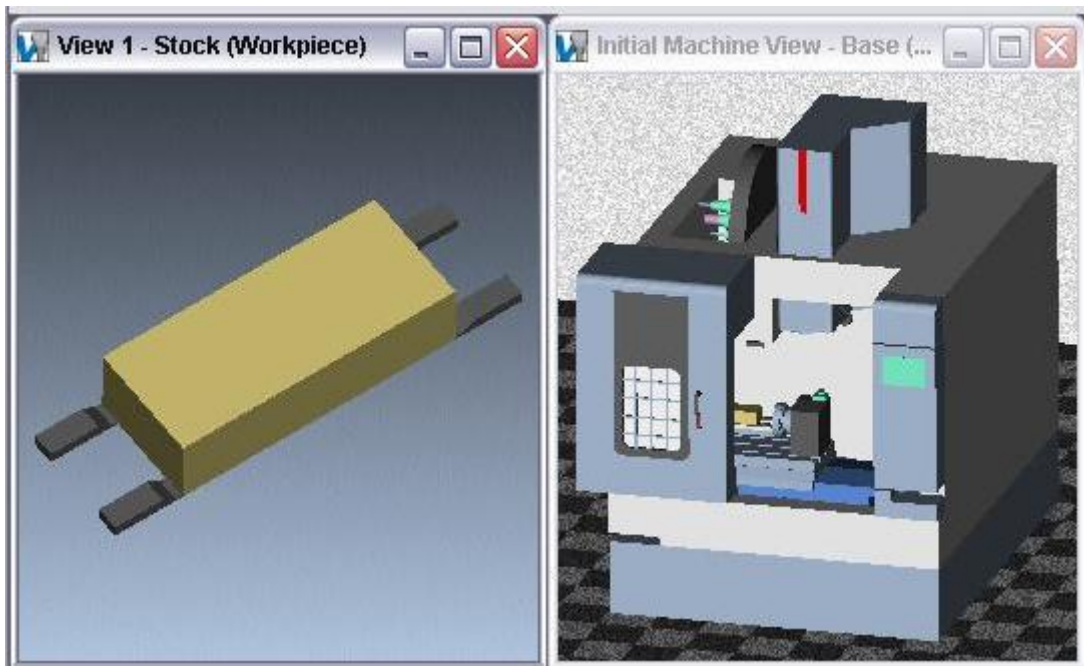 View 1 - Stock (Workpiece)
Initial Machine View - Base (...